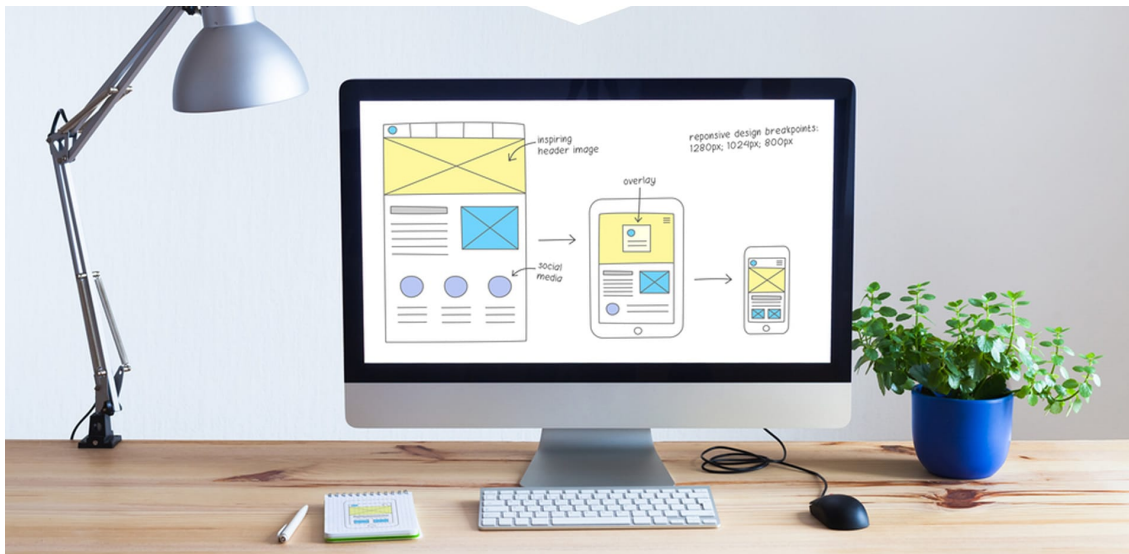 inspiring
header image
reponsive design breakpoints:
1280px; 1024px; 800px
overlay
social
media